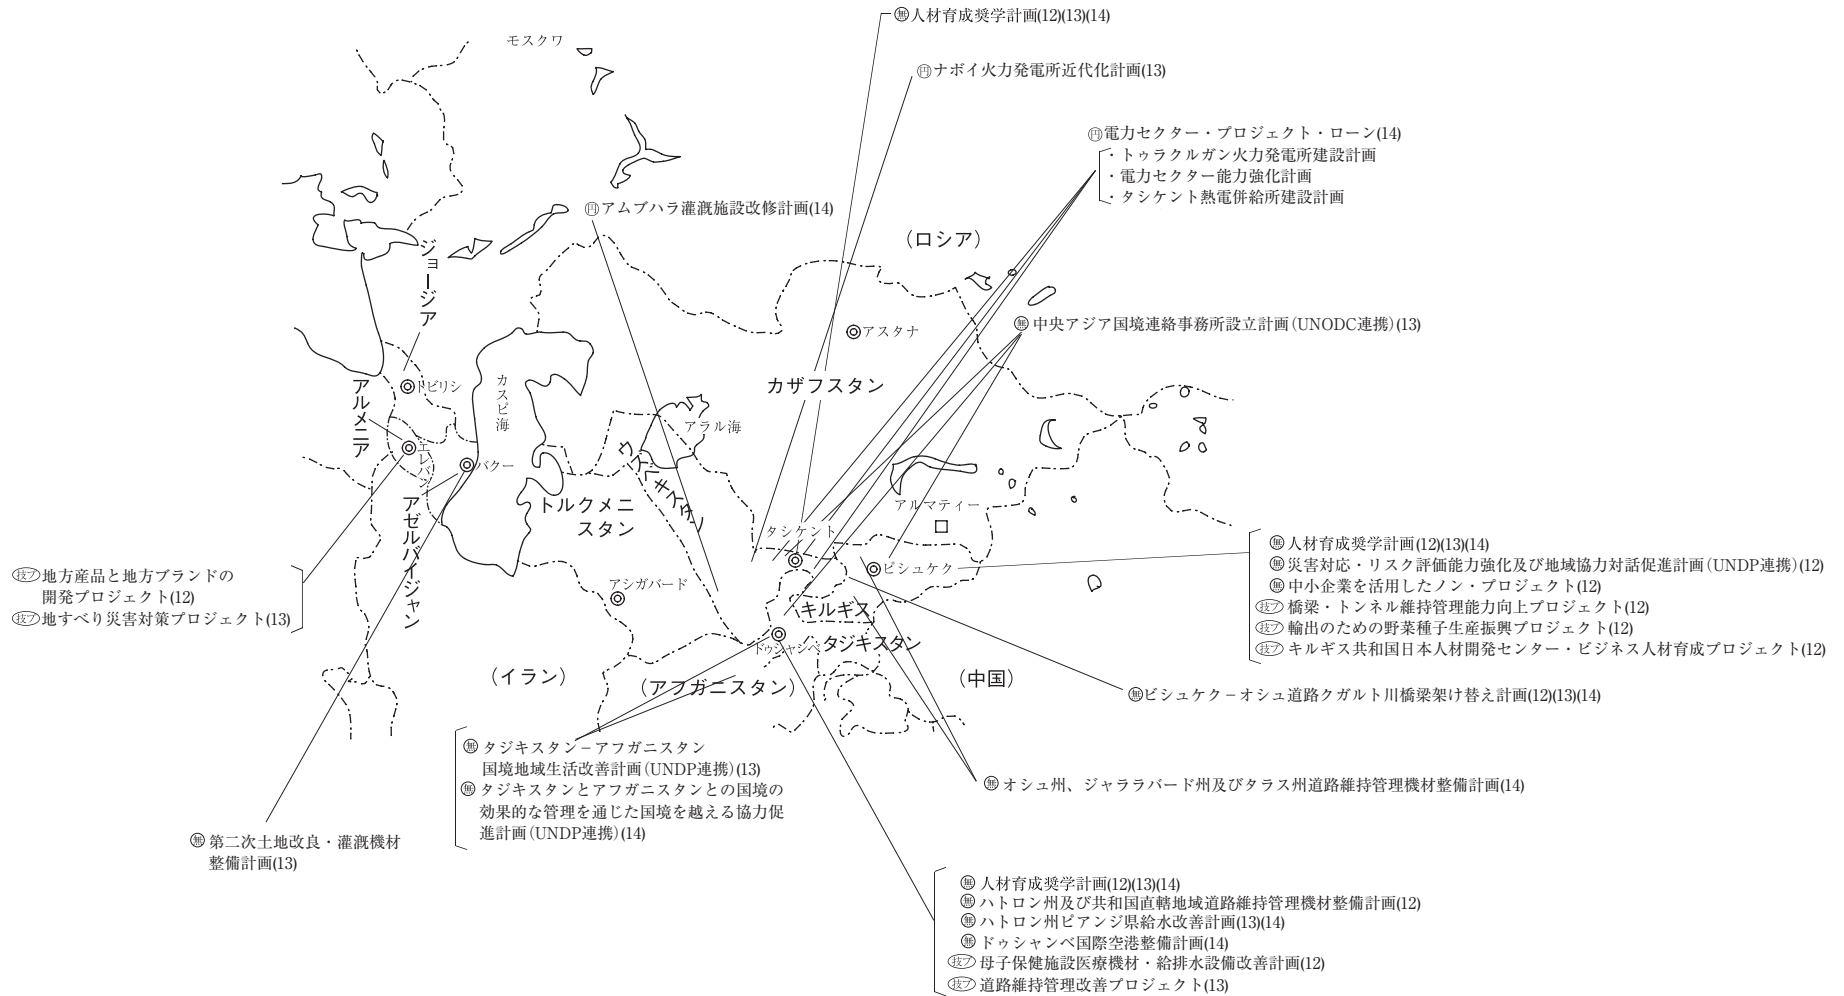 ㊊人材育成奨学計画(12)(13)(14)
モスクワ
円ナボイ火力発電所近代化計画(13)
円電力セクター・プロジェクト・ローン(14)
・トゥラクルガン火力発電所建設計画
・電力セクター能力強化計画
・タシケント熱電併給所建設計画
円アムブハラ灌漑施設改修計画(14)
(ロシア)
ジョージア
無中央アジア国境連絡事務所設立計画(UNODC連携)(13)
アスタナ
カザフスタン
トビリシ
カスピ海
アルメニア
アラル海
エレバン
バクー
ウズベキスタン
トルクメニ
スタン
アルマティー
アゼルバイジャン
タシケント
ビシュケク
アシガバード
キルギス
ドゥシャンベ
タジキスタン
(イラン)
(アフガニスタン)
(中国)
技プ地方産品と地方ブランドの
開発プロジェクト(12)
技プ地すべり災害対策プロジェクト(13)
無人材育成奨学計画(12)(13)(14)
無災害対応・リスク評価能力強化及び地域協力対話促進計画(UNDP連携)(12)
無中小企業を活用したノン・プロジェクト(12)
技プ橋梁・トンネル維持管理能力向上プロジェクト(12)
技プ輸出のための野菜種子生産振興プロジェクト(12)
技プキルギス共和国日本人材開発センター・ビジネス人材育成プロジェクト(12)
無ビシュケク－オシュ道路クガルト川橋梁架け替え計画(12)(13)(14)
無オシュ州、ジャララバード州及びタラス州道路維持管理機材整備計画(14)
無タジキスタン－アフガニスタン
国境地域生活改善計画(UNDP連携)(13)
無タジキスタンとアフガニスタンとの国境の
効果的な管理を通じた国境を越える協力促
進計画(UNDP連携)(14)
無第二次土地改良・灌漑機材
整備計画(13)
無人材育成奨学計画(12)(13)(14)
無ハトロン州及び共和国直轄地域道路維持管理機材整備計画(12)
無ハトロン州ピアンジ県給水改善計画(13)(14)
無ドゥシャンベ国際空港整備計画(14)
技プ母子保健施設医療機材・給排水設備改善計画(12)
技プ道路維持管理改善プロジェクト(13)